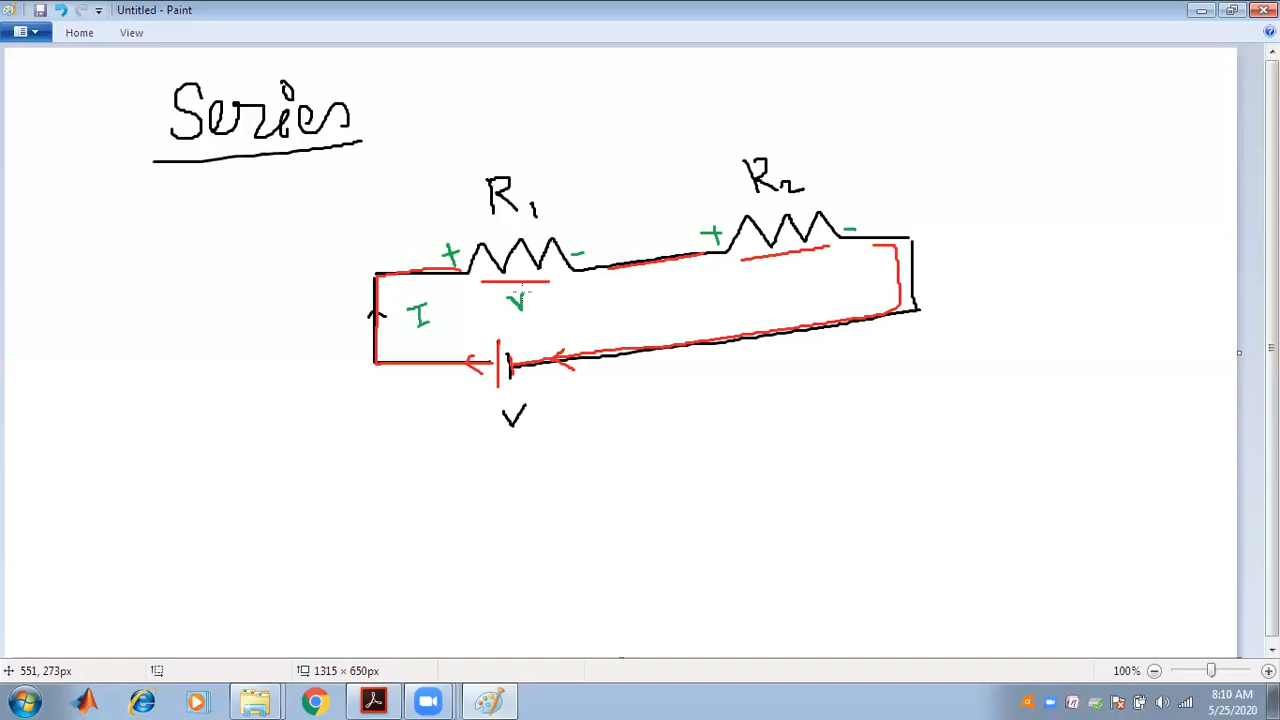 Untitled - Paint
Home View
Series
R1
R2
+ -
+ -
I
V
V
551, 273px
1315 × 650px
100%
8:10 AM
5/25/2020